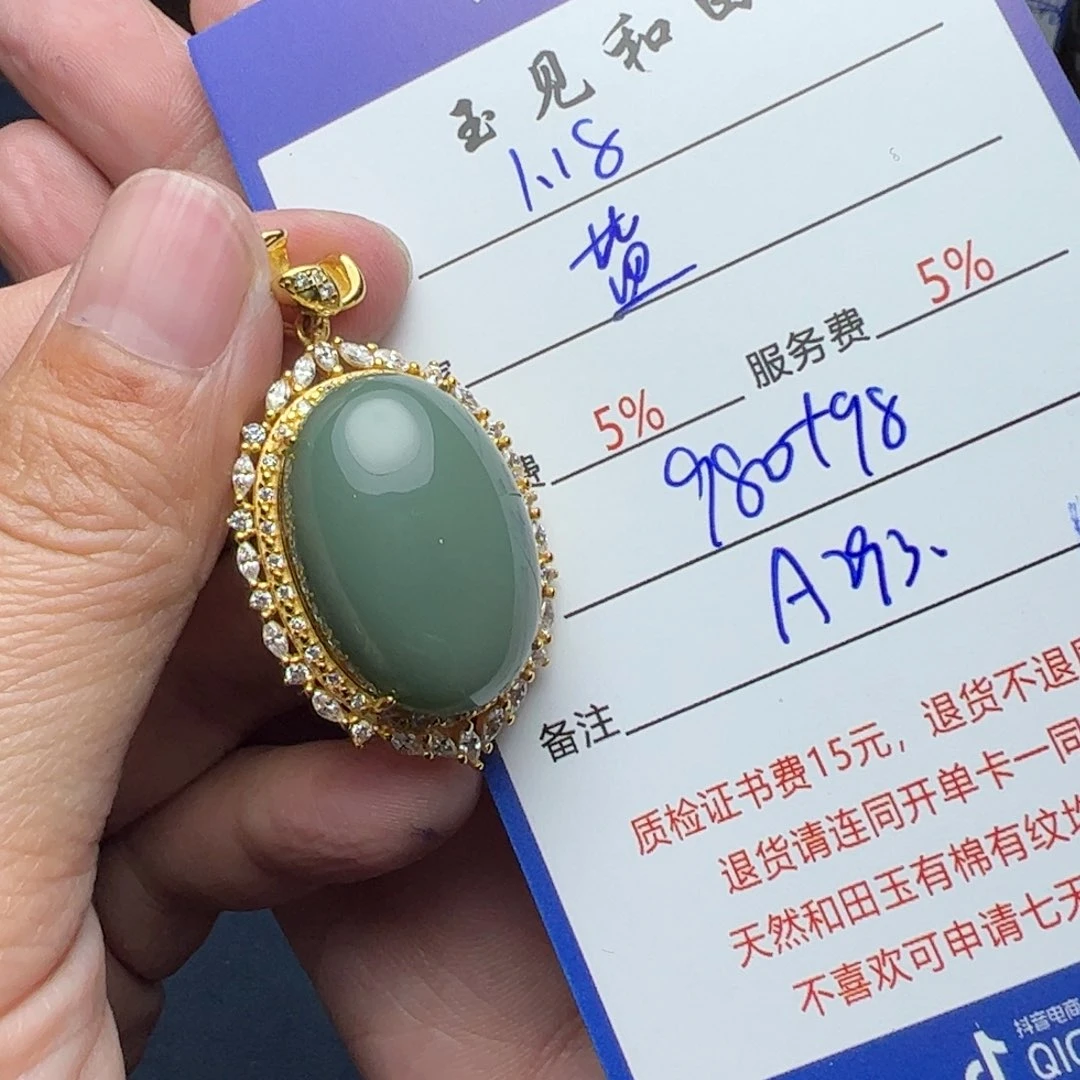 玉见和田
1.18
5%
服务费 5%
费
980+98
备注
质检证书费15元，退货不退
退货请连同开单卡一同
天然和田玉有棉有纹
不喜欢可申请七天
抖音电商
QIC